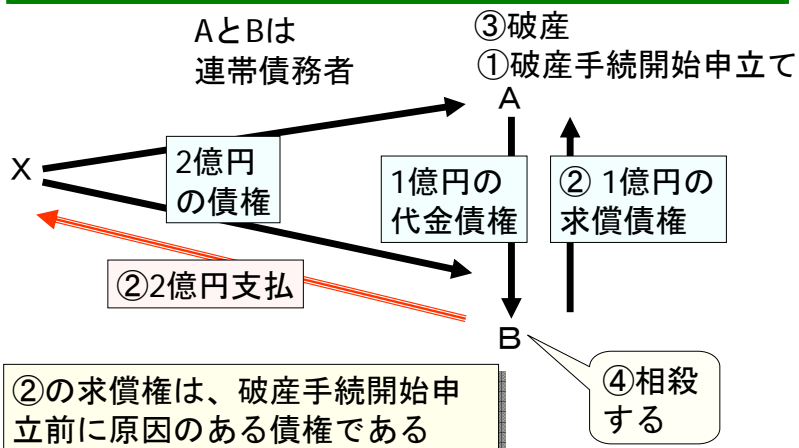 AとBは
連帯債務者
③破産
①破産手続開始申立て
A
X
2億円
の債権
1億円の
代金債権
② 1億円の
求償債権
②2億円支払
B
④相殺
する
②の求償権は、破産手続開始申
立前に原因のある債権である